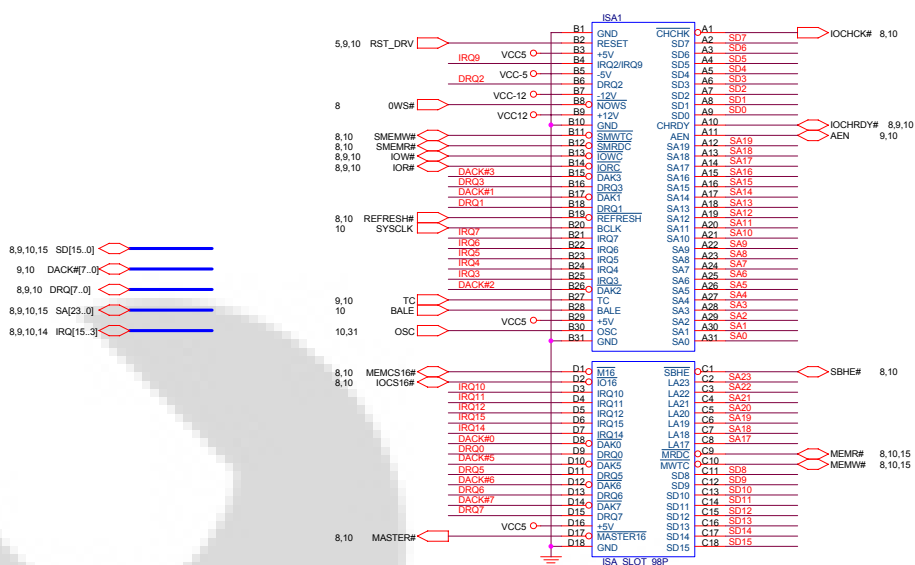 ISA1
5,9,10 RST_DRV
8 0WS#
8,10 SMEMW#
8,10 SMEMR#
8,9,10 IOW#
8,9,10 IOR#
8,10 REFRESH#
10 SYSCLK
9,10 TC
10 BALE
10,31 OSC
8,9,10,15 SD[15..0]
9,10 DACK#[7..0]
8,9,10 DRQ[7..0]
8,9,10,15 SA[23..0]
8,9,10,14 IRQ[15..3]
B1 GND CHCHK A1 IOCHCK# 8,10
B2 RESET SD7 A2 SD7
VCC5 B3 +5V SD6 A3 SD6
IRQ9 B4 IRQ2/IRQ9 SD5 A4 SD5
VCC-5 B5 -5V SD4 A5 SD4
DRQ2 B6 DRQ2 SD3 A6 SD3
VCC-12 B7 -12V SD2 A7 SD2
B8 NOWS SD1 A8 SD1
VCC12 B9 +12V SD0 A9 SD0
B10 GND CHRDY A10 IOCHRDY# 8,9,10
B11 SMWTC AEN A11 AEN 9,10
B12 SMRDC SA19 A12 SA19
B13 IOWC SA18 A13 SA18
B14 IORC SA17 A14 SA17
DACK#3 B15 DAK3 SA16 A15 SA16
DRQ3 B16 DRQ3 SA15 A16 SA15
DACK#1 B17 DAK1 SA14 A17 SA14
DRQ1 B18 DRQ1 SA13 A18 SA13
B19 REFRESH SA12 A19 SA12
B20 BCLK SA11 A20 SA11
IRQ7 B21 IRQ7 SA10 A21 SA10
IRQ6 B22 IRQ6 SA9 A22 SA9
IRQ5 B23 IRQ5 SA8 A23 SA8
IRQ4 B24 IRQ4 SA7 A24 SA7
IRQ3 B25 IRQ3 SA6 A25 SA6
DACK#2 B26 DAK2 SA5 A26 SA5
B27 TC SA4 A27 SA4
B28 BALE SA3 A28 SA3
VCC5 B29 +5V SA2 A29 SA2
B30 OSC SA1 A30 SA1
B31 GND SA0 A31 SA0
8,10 MEMCS16# D1 M16 SBHE C1 SBHE# 8,10
8,10 IOCS16# D2 IO16 LA23 C2 SA23
IRQ10 D3 IRQ10 LA22 C3 SA22
IRQ11 D4 IRQ11 LA21 C4 SA21
IRQ12 D5 IRQ12 LA20 C5 SA20
IRQ15 D6 IRQ15 LA19 C6 SA19
IRQ14 D7 IRQ14 LA18 C7 SA18
DACK#0 D8 DAK0 LA17 C8 SA17
DRQ0 D9 DRQ0 MRDC C9 MEMR# 8,10,15
DACK#5 D10 DAK5 MWTC C10 MEMW# 8,10,15
DRQ5 D11 DRQ5 SD8 C11 SD8
DACK#6 D12 DAK6 SD9 C12 SD9
DRQ6 D13 DRQ6 SD10 C13 SD10
DACK#7 D14 DAK7 SD11 C14 SD11
DRQ7 D15 DRQ7 SD12 C15 SD12
VCC5 D16 +5V SD13 C16 SD13
8,10 MASTER# D17 MASTER16 SD14 C17 SD14
D18 GND SD15 C18 SD15
ISA SLOT 98P